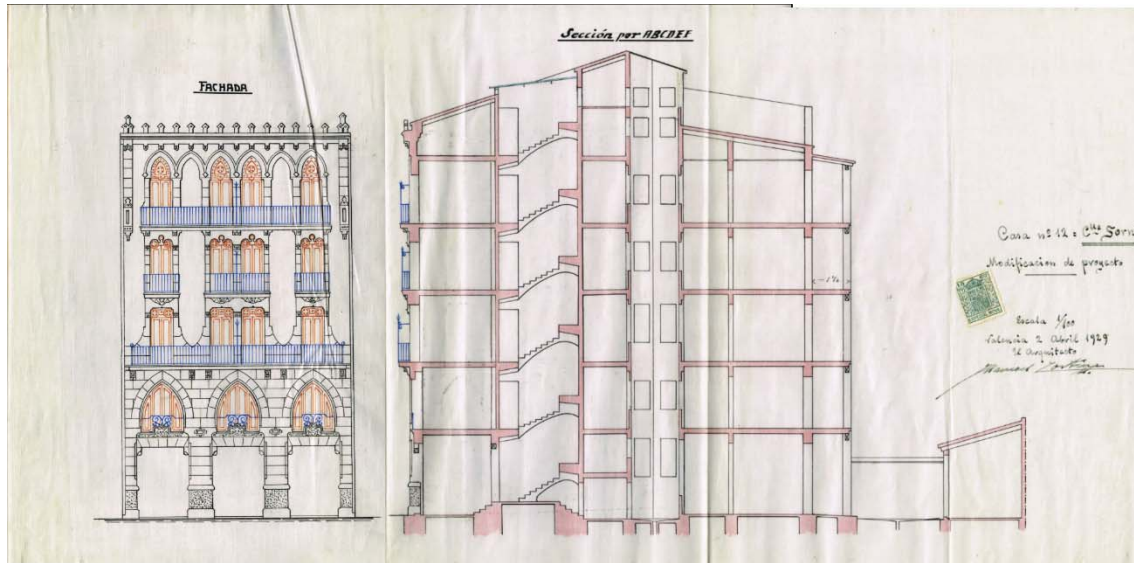 FACHADA
Sección por ABCDEF
Casa nº 12 = Clle Sorn
Modificacion de proyecto
Escala 1/100
Valencia 2 Abril 1929
El Arquitecto